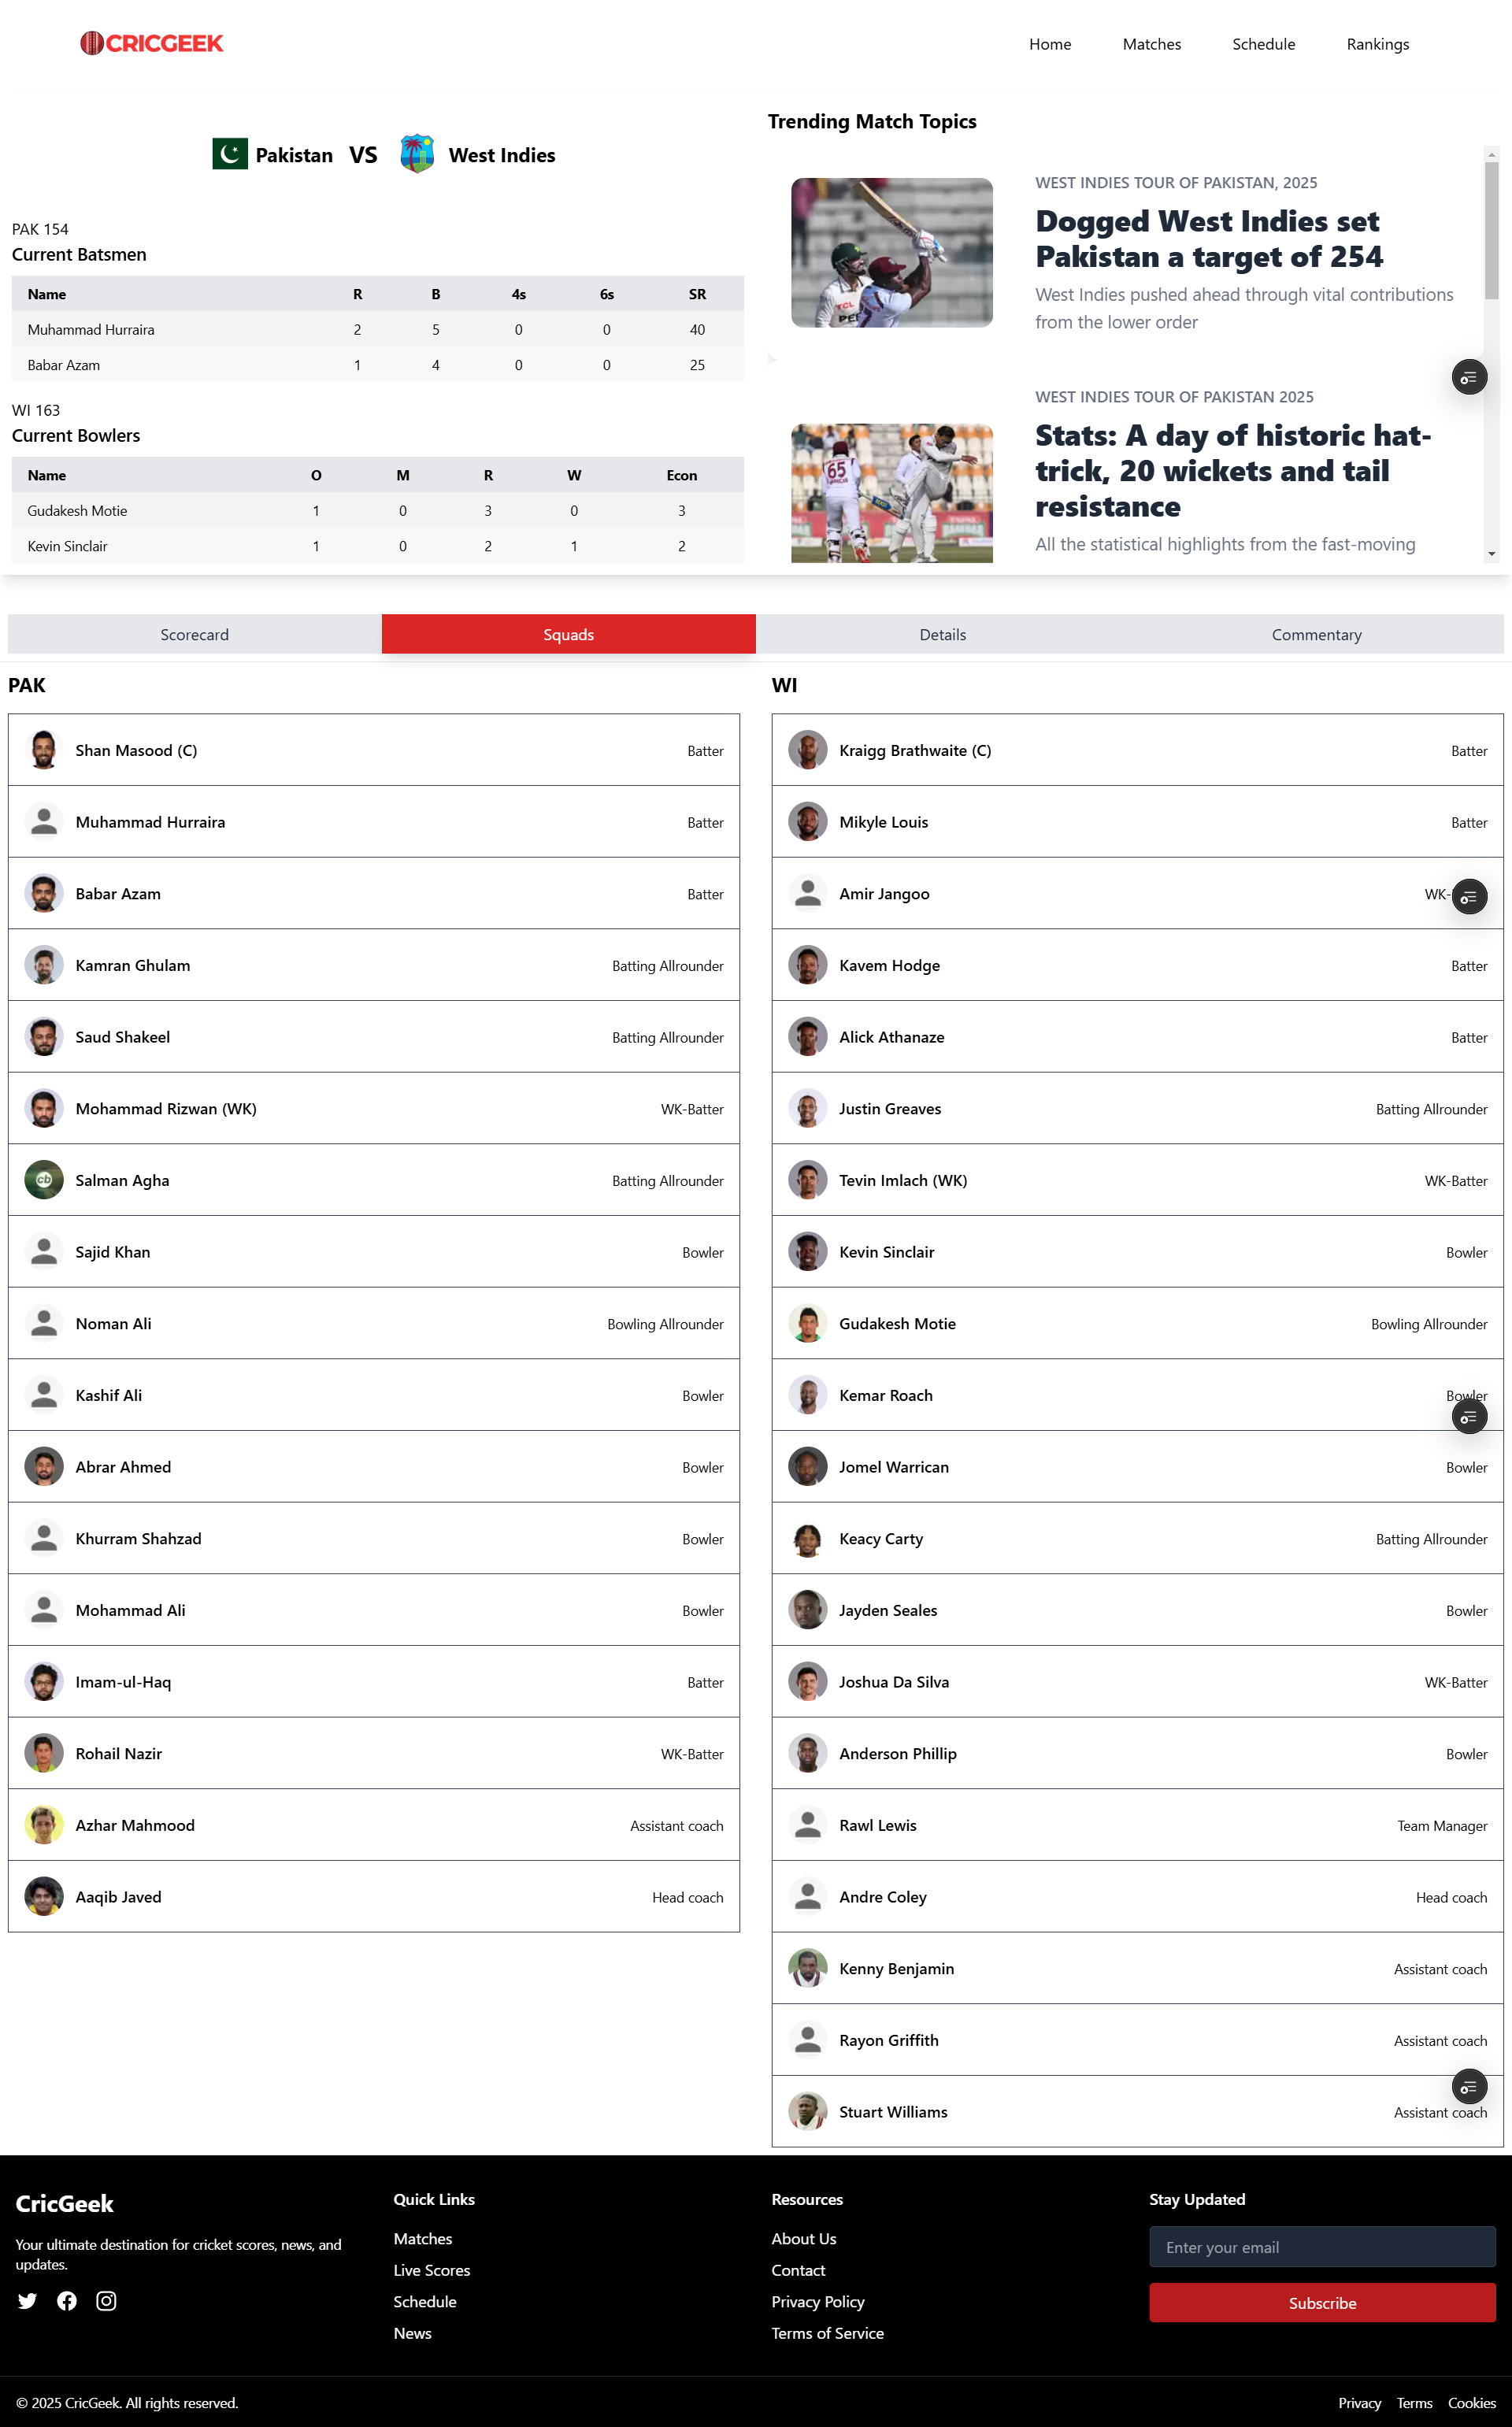 CRICGEEK
Home Matches Schedule Rankings
Pakistan VS West Indies
PAK 154
Current Batsmen
Name R B 4s 6s SR
Muhammad Hurraira 2 5 0 0 40
Babar Azam 1 4 0 0 25
WI 163
Current Bowlers
Name O M R W Econ
Gudakesh Motie 1 0 3 0 3
Kevin Sinclair 1 0 2 1 2
Trending Match Topics
WEST INDIES TOUR OF PAKISTAN, 2025
Dogged West Indies set
Pakistan a target of 254
West Indies pushed ahead through vital contributions
from the lower order
WEST INDIES TOUR OF PAKISTAN 2025
Stats: A day of historic hat-
trick, 20 wickets and tail
resistance
All the statistical highlights from the fast-moving
Scorecard Squads Details Commentary
PAK
Shan Masood (C) Batter
Muhammad Hurraira Batter
Babar Azam Batter
Kamran Ghulam Batting Allrounder
Saud Shakeel Batting Allrounder
Mohammad Rizwan (WK) WK-Batter
Salman Agha Batting Allrounder
Sajid Khan Bowler
Noman Ali Bowling Allrounder
Kashif Ali Bowler
Abrar Ahmed Bowler
Khurram Shahzad Bowler
Mohammad Ali Bowler
Imam-ul-Haq Batter
Rohail Nazir WK-Batter
Azhar Mahmood Assistant coach
Aaqib Javed Head coach
WI
Kraigg Brathwaite (C) Batter
Mikyle Louis Batter
Amir Jangoo WK-
Kavem Hodge Batter
Alick Athanaze Batter
Justin Greaves Batting Allrounder
Tevin Imlach (WK) WK-Batter
Kevin Sinclair Bowler
Gudakesh Motie Bowling Allrounder
Kemar Roach Bowler
Jomel Warrican Bowler
Keacy Carty Batting Allrounder
Jayden Seales Bowler
Joshua Da Silva WK-Batter
Anderson Phillip Bowler
Rawl Lewis Team Manager
Andre Coley Head coach
Kenny Benjamin Assistant coach
Rayon Griffith Assistant coach
Stuart Williams Assistant coach
CricGeek
Your ultimate destination for cricket scores, news, and
updates.
Quick Links
Matches
Live Scores
Schedule
News
Resources
About Us
Contact
Privacy Policy
Terms of Service
Stay Updated
Enter your email
Subscribe
© 2025 CricGeek. All rights reserved.
Privacy Terms Cookies